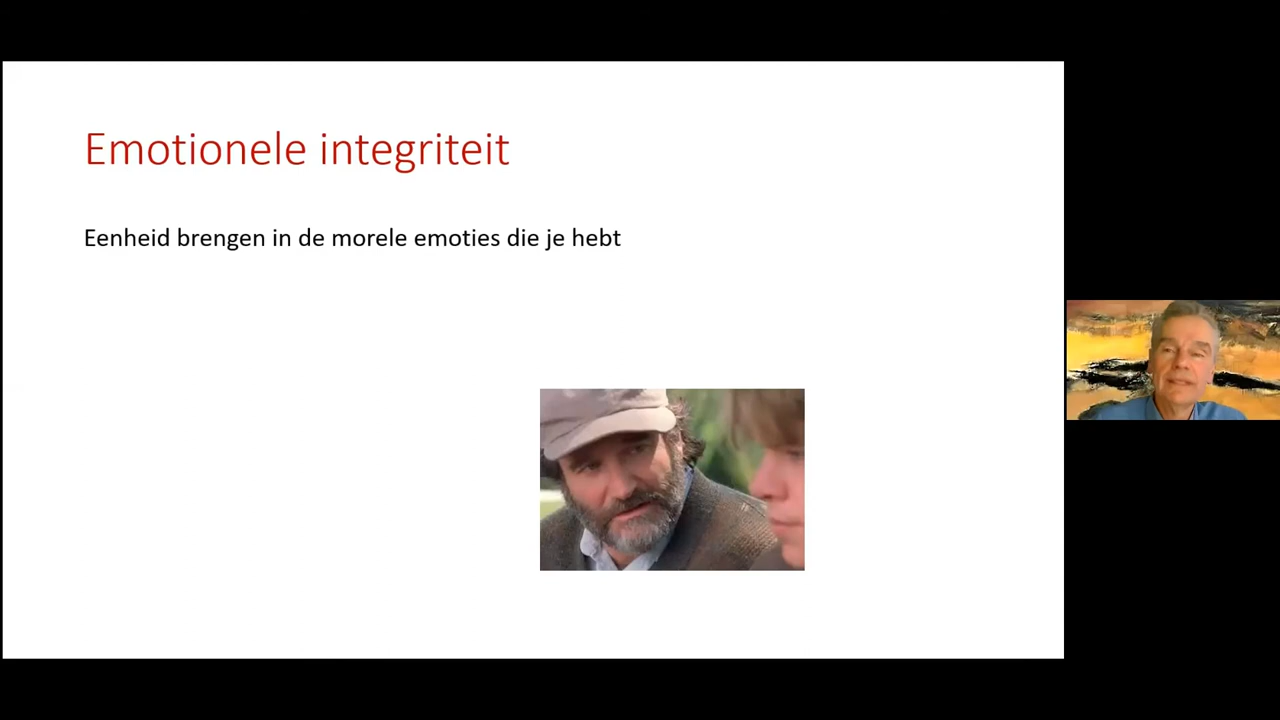 Emotionele integriteit
Eenheid brengen in de morele emoties die je hebt